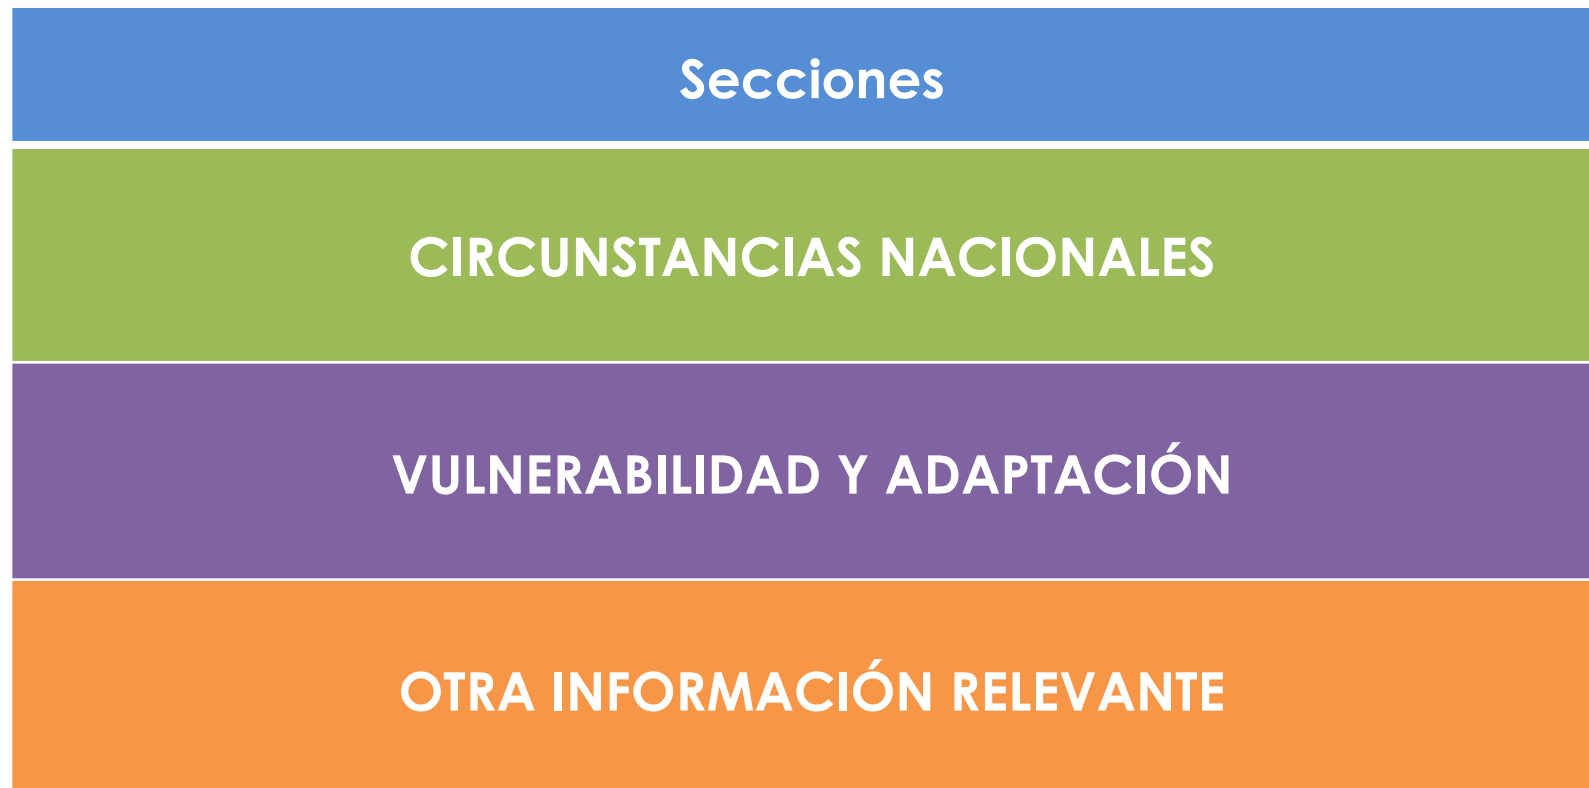 Secciones
CIRCUNSTANCIAS NACIONALES
VULNERABILIDAD Y ADAPTACIÓN
OTRA INFORMACIÓN RELEVANTE